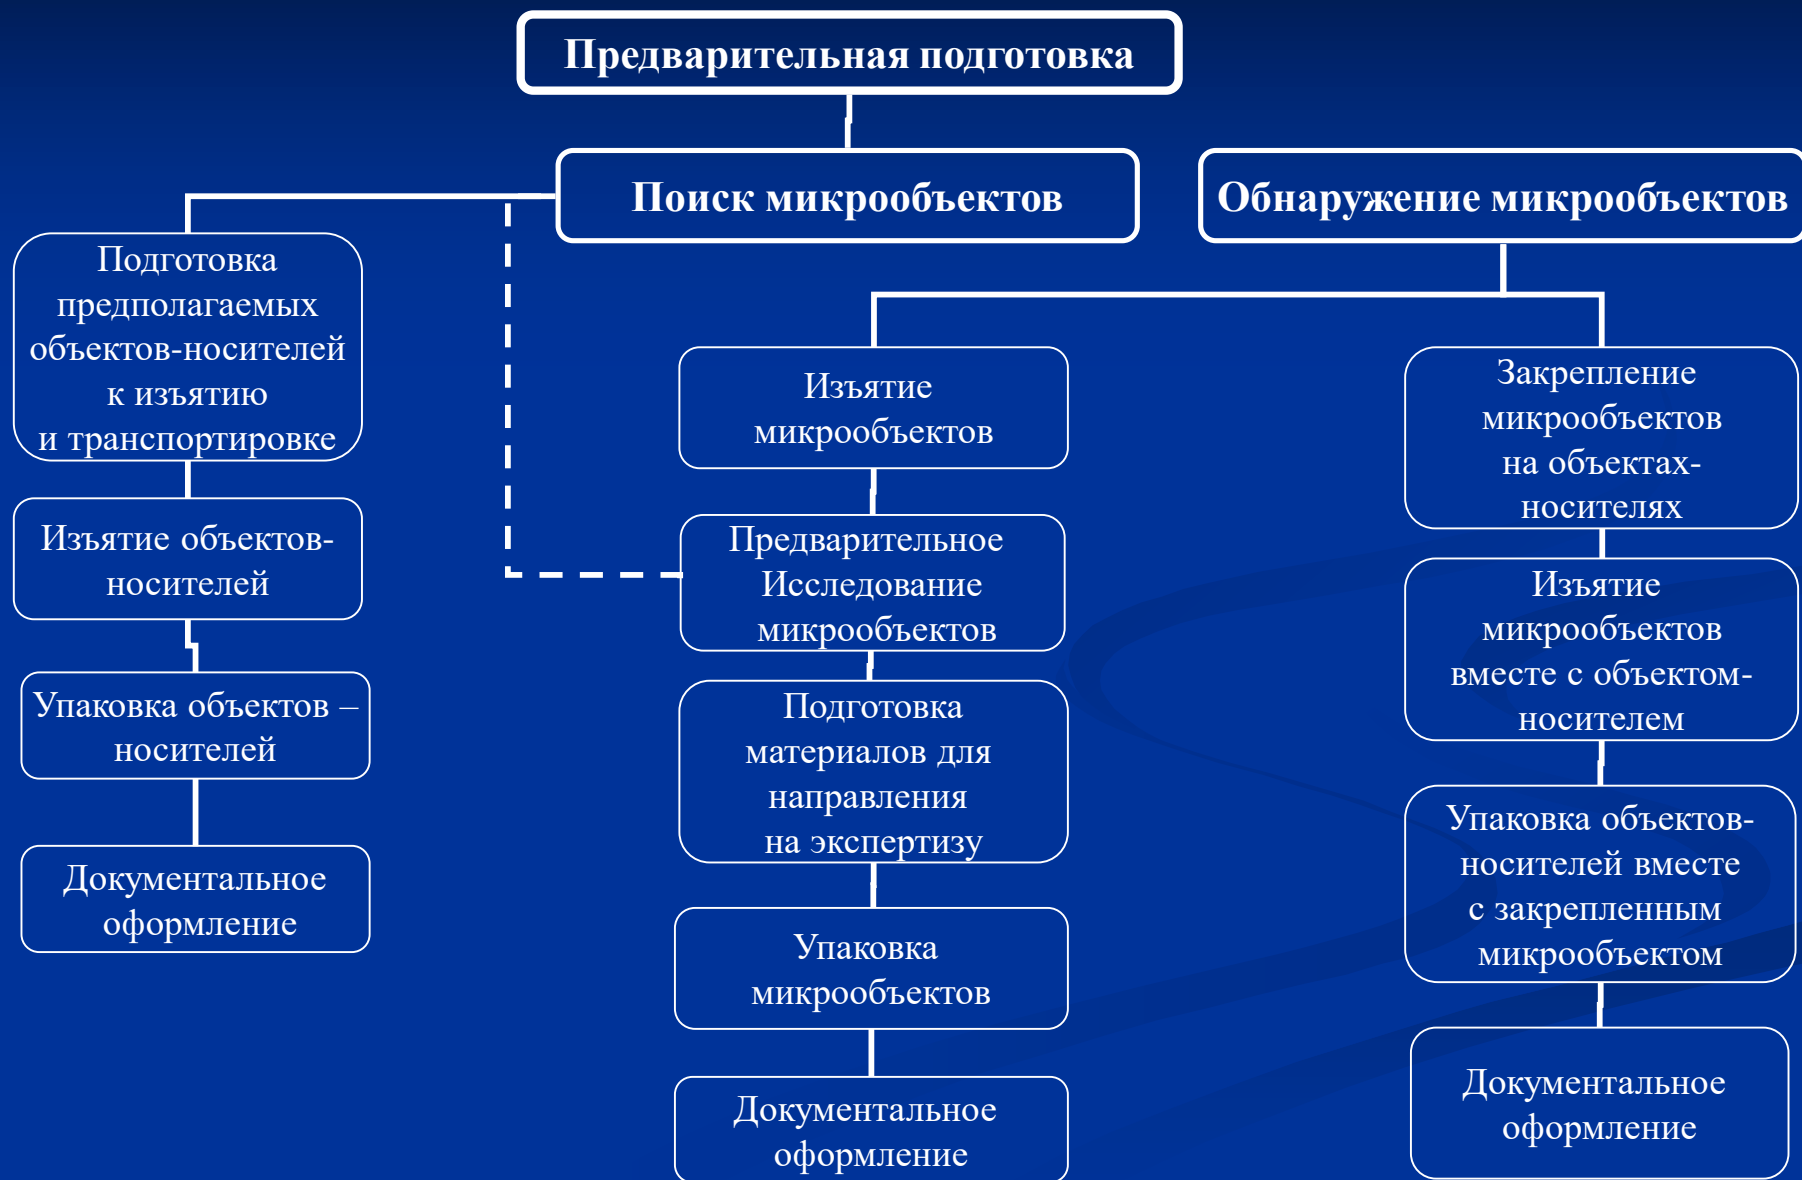 Предварительная подготовка
Поиск микрообъектов
Обнаружение микрообъектов
Подготовка
предполагаемых
объектов-носителей
к изъятию
и транспортировке
Изъятие объектов-
носителей
Упаковка объектов –
носителей
Документальное
оформление
Изъятие
микрообъектов
Предварительное
Исследование
микрообъектов
Подготовка
материалов для
направления
на экспертизу
Упаковка
микрообъектов
Документальное
оформление
Закрепление
микрообъектов
на объектах-
носителях
Изъятие
микрообъектов
вместе с объектом-
носителем
Упаковка объектов-
носителей вместе
с закрепленным
микрообъектом
Документальное
оформление